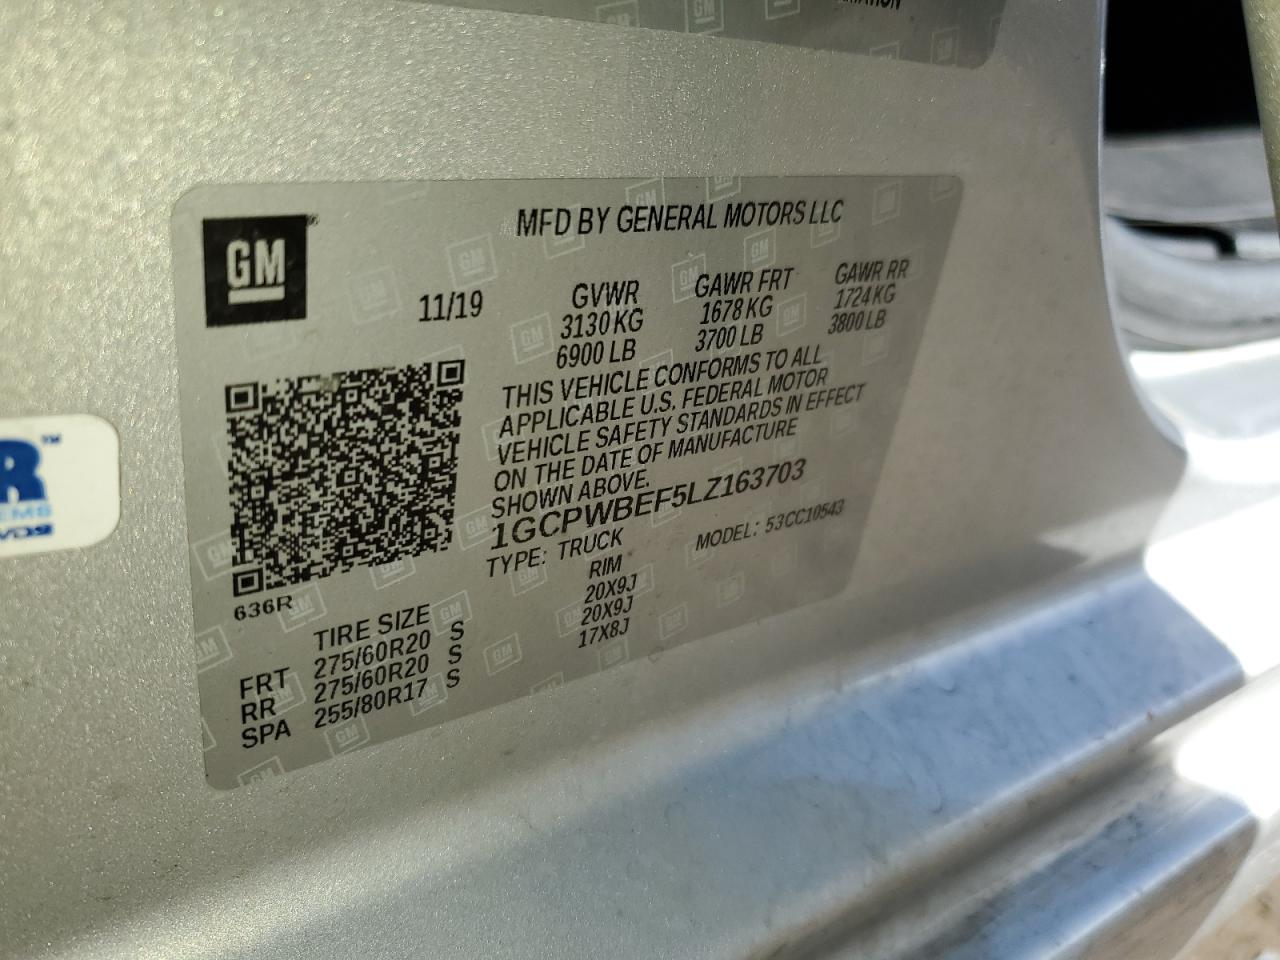 GM
MFD BY GENERAL MOTORS LLC
11/19
GVWR GAWR FRT GAWR RR
3130 KG 1678 KG 1724 KG
6900 LB 3700 LB 3800 LB
THIS VEHICLE CONFORMS TO ALL
APPLICABLE U.S. FEDERAL MOTOR
VEHICLE SAFETY STANDARDS IN EFFECT
ON THE DATE OF MANUFACTURE
SHOWN ABOVE.
1GCPWBEF5LZ163703
TYPE: TRUCK MODEL: 53CC10543
636R
TIRE SIZE RIM
FRT 275/60R20 S 20X9J
RR 275/60R20 S 20X9J
SPA 255/80R17 S 17X8J
R™